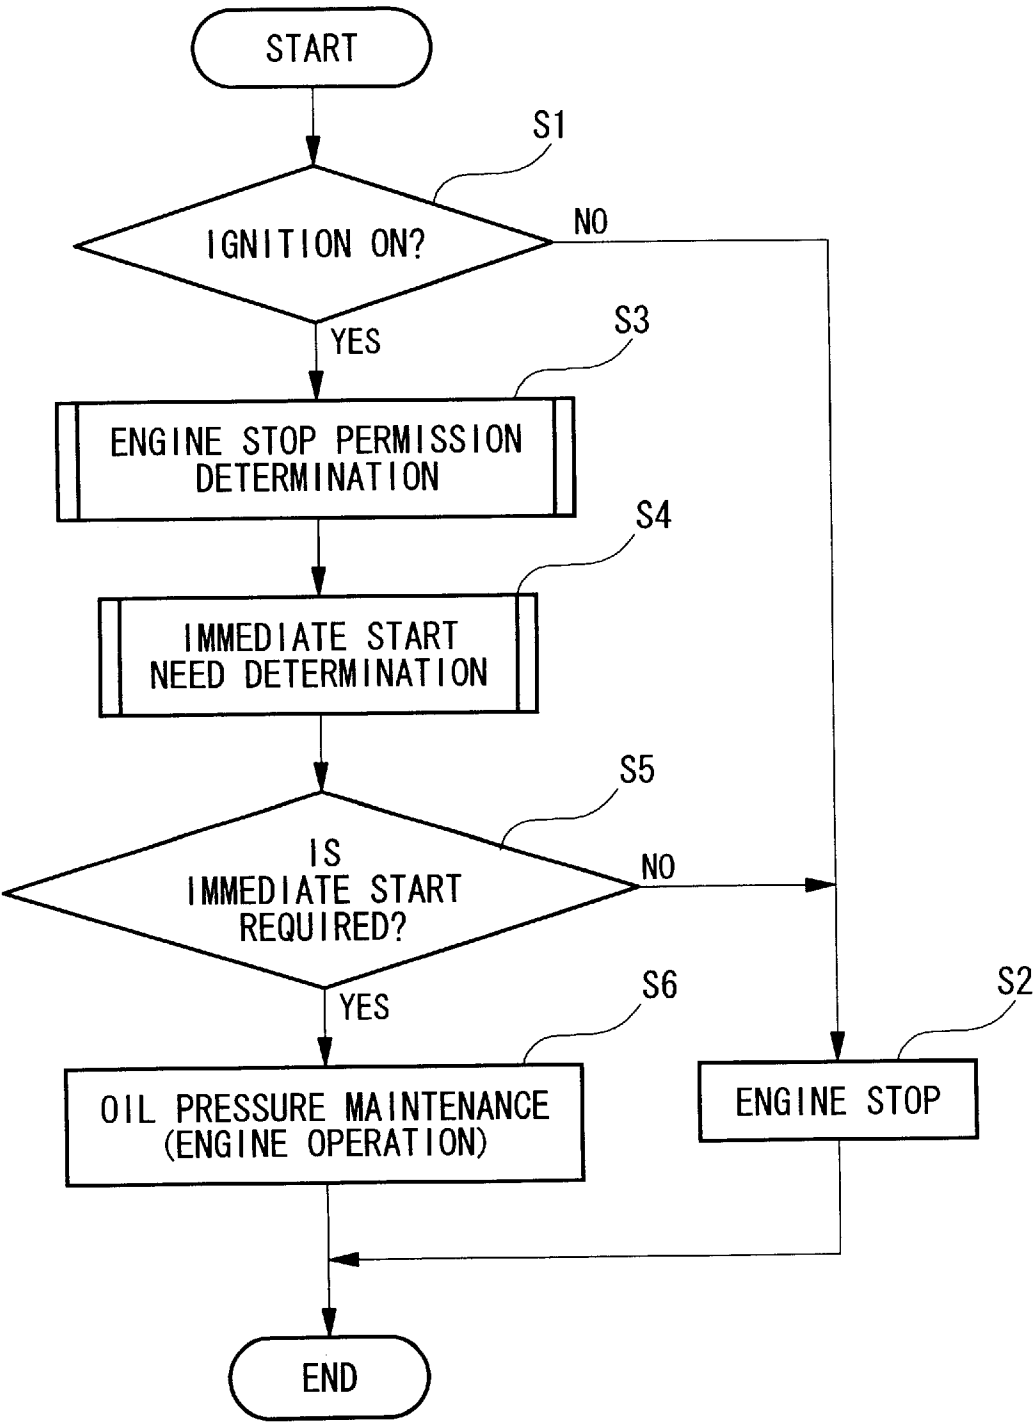 START
S1
IGNITION ON?
NO
YES
S3
ENGINE STOP PERMISSION
DETERMINATION
S4
IMMEDIATE START
NEED DETERMINATION
S5
IS
IMMEDIATE START
REQUIRED?
NO
YES
S6
OIL PRESSURE MAINTENANCE
(ENGINE OPERATION)
S2
ENGINE STOP
END